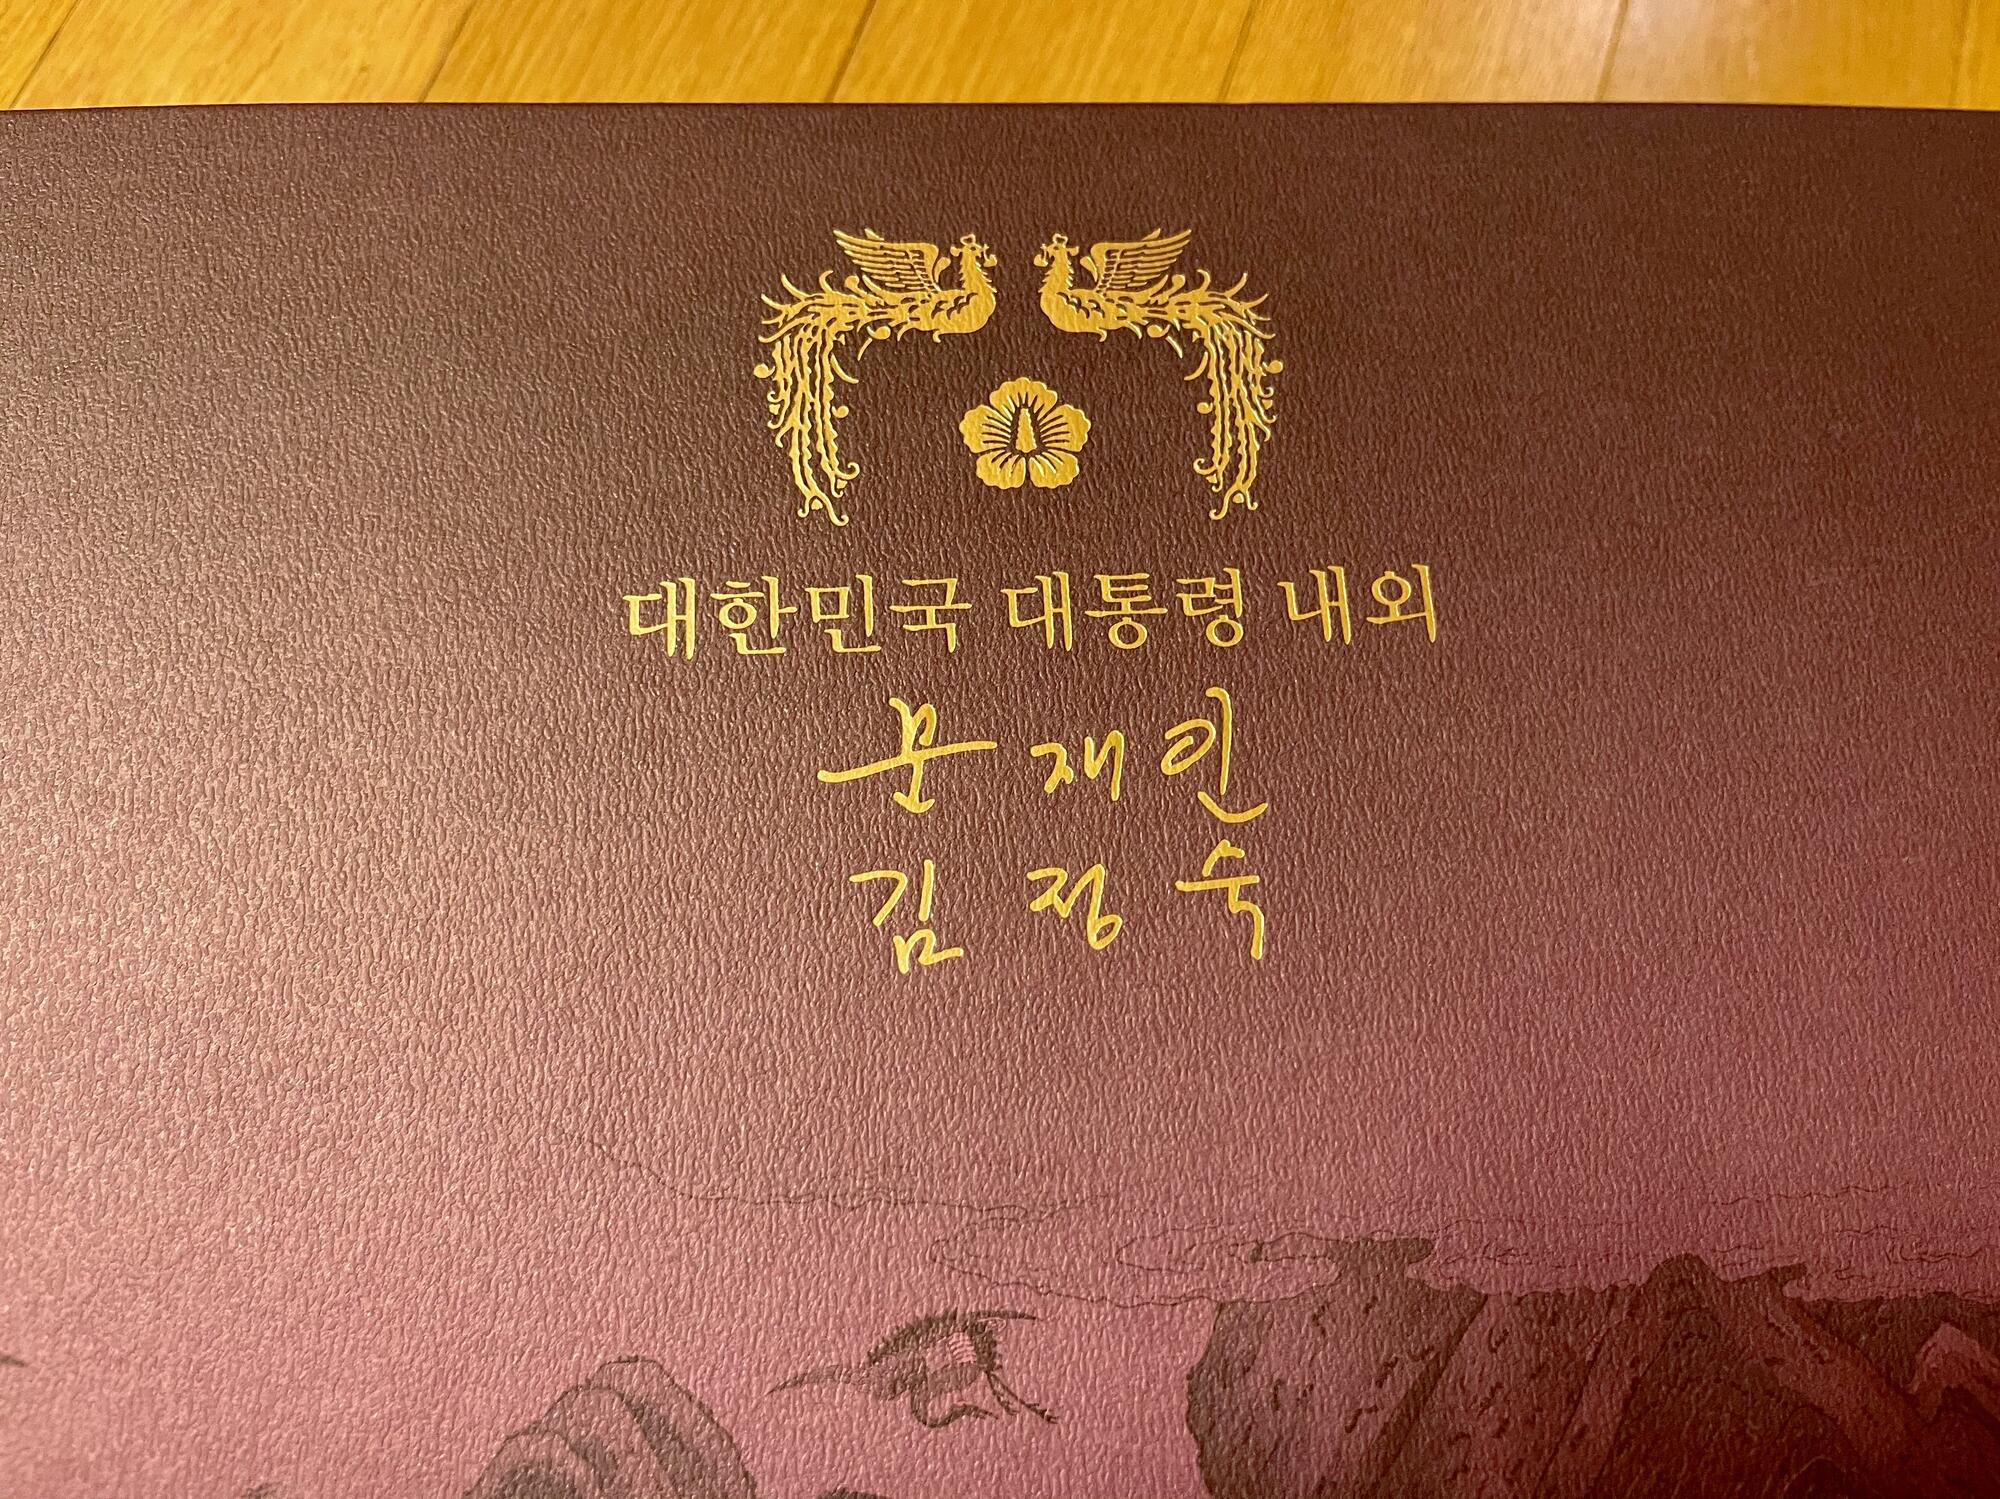 대한민국 대통령 내외
문재인
김정숙